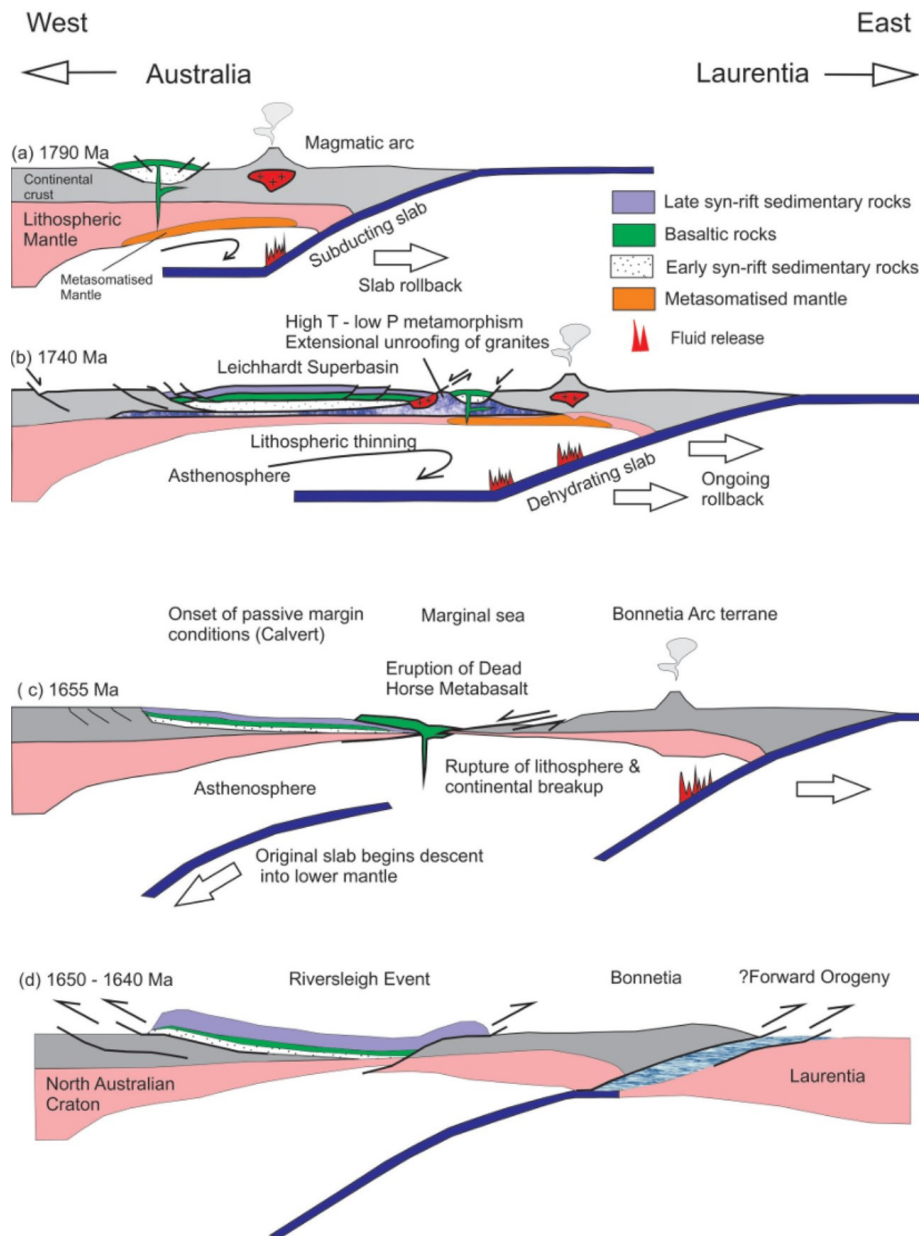 West
East
Australia
Laurentia
(a) 1790 Ma
Magmatic arc
Continental
crust
Lithospheric
Mantle
Metasomatised
Mantle
Subducting slab
Slab rollback
Late syn-rift sedimentary rocks
Basaltic rocks
Early syn-rift sedimentary rocks
Metasomatised mantle
Fluid release
High T - low P metamorphism
Extensional unroofing of granites
(b) 1740 Ma
Leichhardt Superbasin
Lithospheric thinning
Asthenosphere
Dehydrating slab
Ongoing
rollback
Onset of passive margin
conditions (Calvert)
Marginal sea
Bonnetia Arc terrane
Eruption of Dead
Horse Metabasalt
( c) 1655 Ma
Asthenosphere
Rupture of lithosphere &
continental breakup
Original slab begins descent
into lower mantle
(d) 1650 - 1640 Ma
Riversleigh Event
Bonnetia
?Forward Orogeny
North Australian
Craton
Laurentia